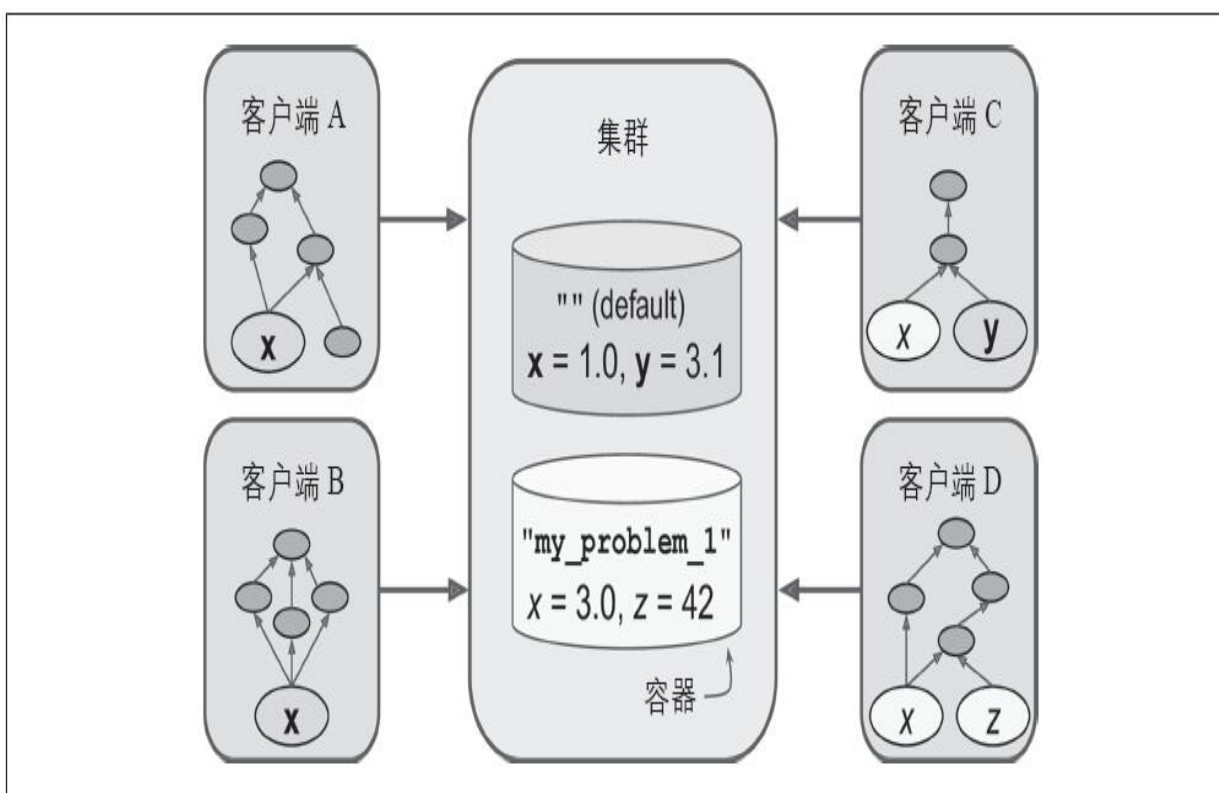 客户端 A
x
客户端 B
x
集群
"" (default)
x = 1.0, y = 3.1
"my_problem_1"
x = 3.0, z = 42
容器
客户端 C
x
y
客户端 D
x
z